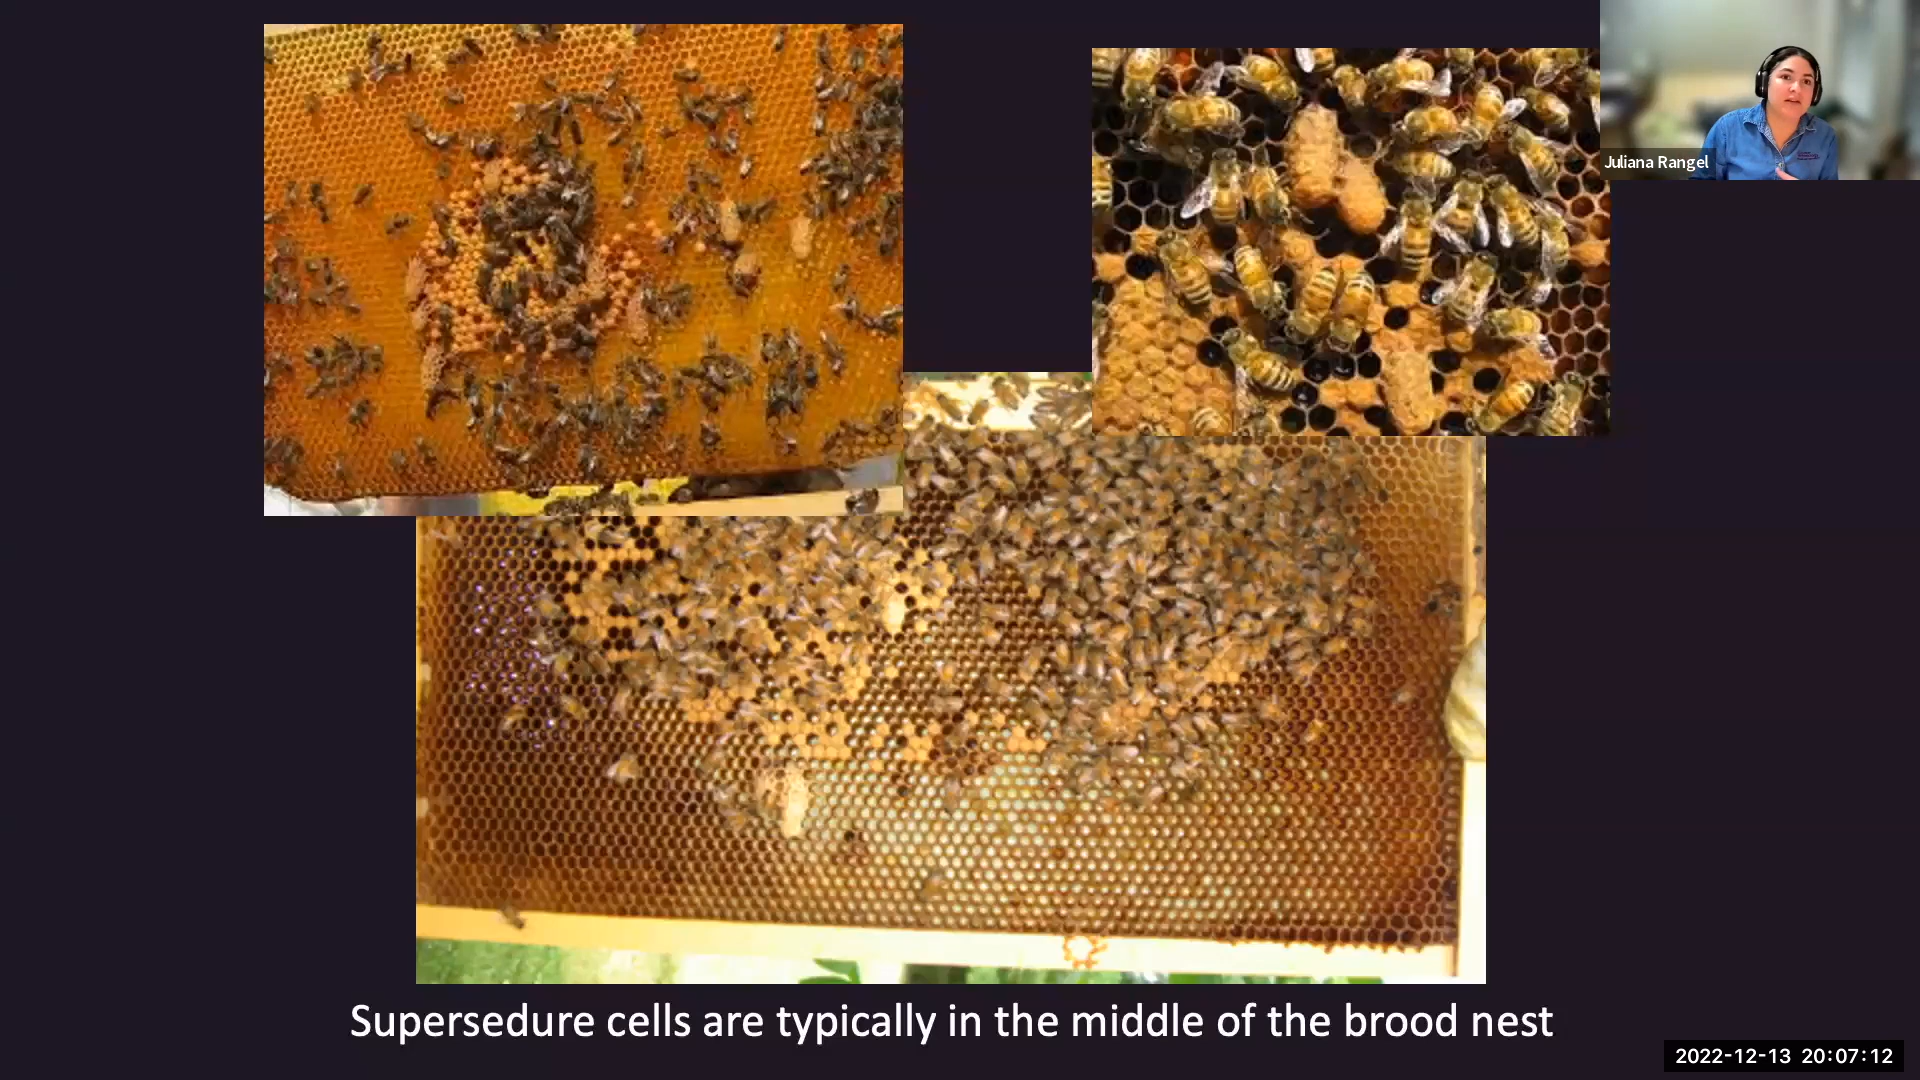 Juliana Rangel
Supersedure cells are typically in the middle of the brood nest
2022-12-13 20:07:12